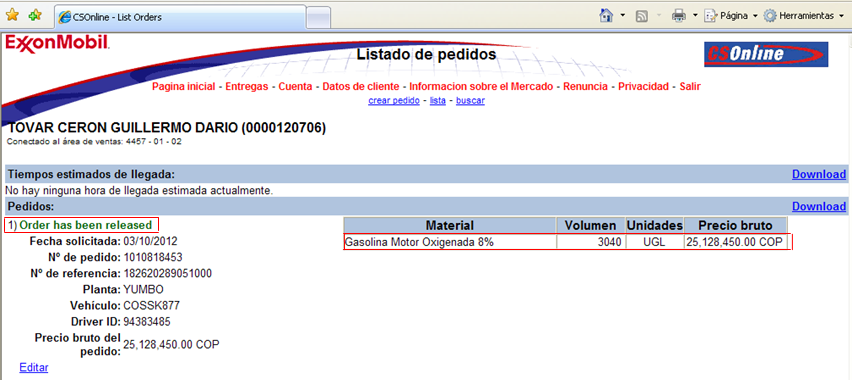 CSOnline - List Orders
Página
Herramientas
ExxonMobil
Listado de pedidos
CSOnline
Pagina inicial - Entregas - Cuenta - Datos de cliente - Informacion sobre el Mercado - Renuncia - Privacidad - Salir
crear pedido - lista - buscar
TOVAR CERON GUILLERMO DARIO (0000120706)
Conectado al área de ventas: 4457 - 01 - 02
Tiempos estimados de llegada: Download
No hay ninguna hora de llegada estimada actualmente.
Pedidos: Download
1) Order has been released
Fecha solicitada: 03/10/2012
Nº de pedido: 1010818453
Nº de referencia: 182620289051000
Planta: YUMBO
Vehiculo: COSSK877
Driver ID: 94383485
Precio bruto del pedido: 25,128,450.00 COP
Editar
Material Volumen Unidades Precio bruto
Gasolina Motor Oxigenada 8% 3040 UGL 25,128,450.00 COP